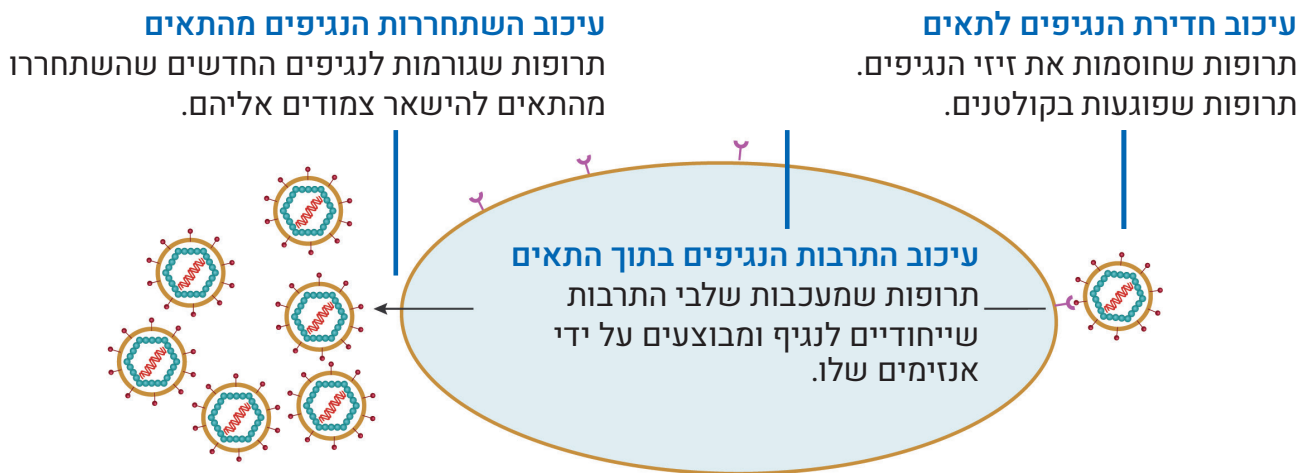 עיכוב חדירת הנגיפים לתאים
תרופות שחוסמות את זיזי הנגיפים.
תרופות שפוגעות בקולטנים.
עיכוב התרבות הנגיפים בתוך התאים
תרופות שמעכבות שלבי התרבות
שייחודיים לנגיף ומבוצעים על ידי
אנזימים שלו.
עיכוב השתחררות הנגיפים מהתאים
תרופות שגורמות לנגיפים החדשים שהשתחררו
מהתאים להישאר צמודים אליהם.